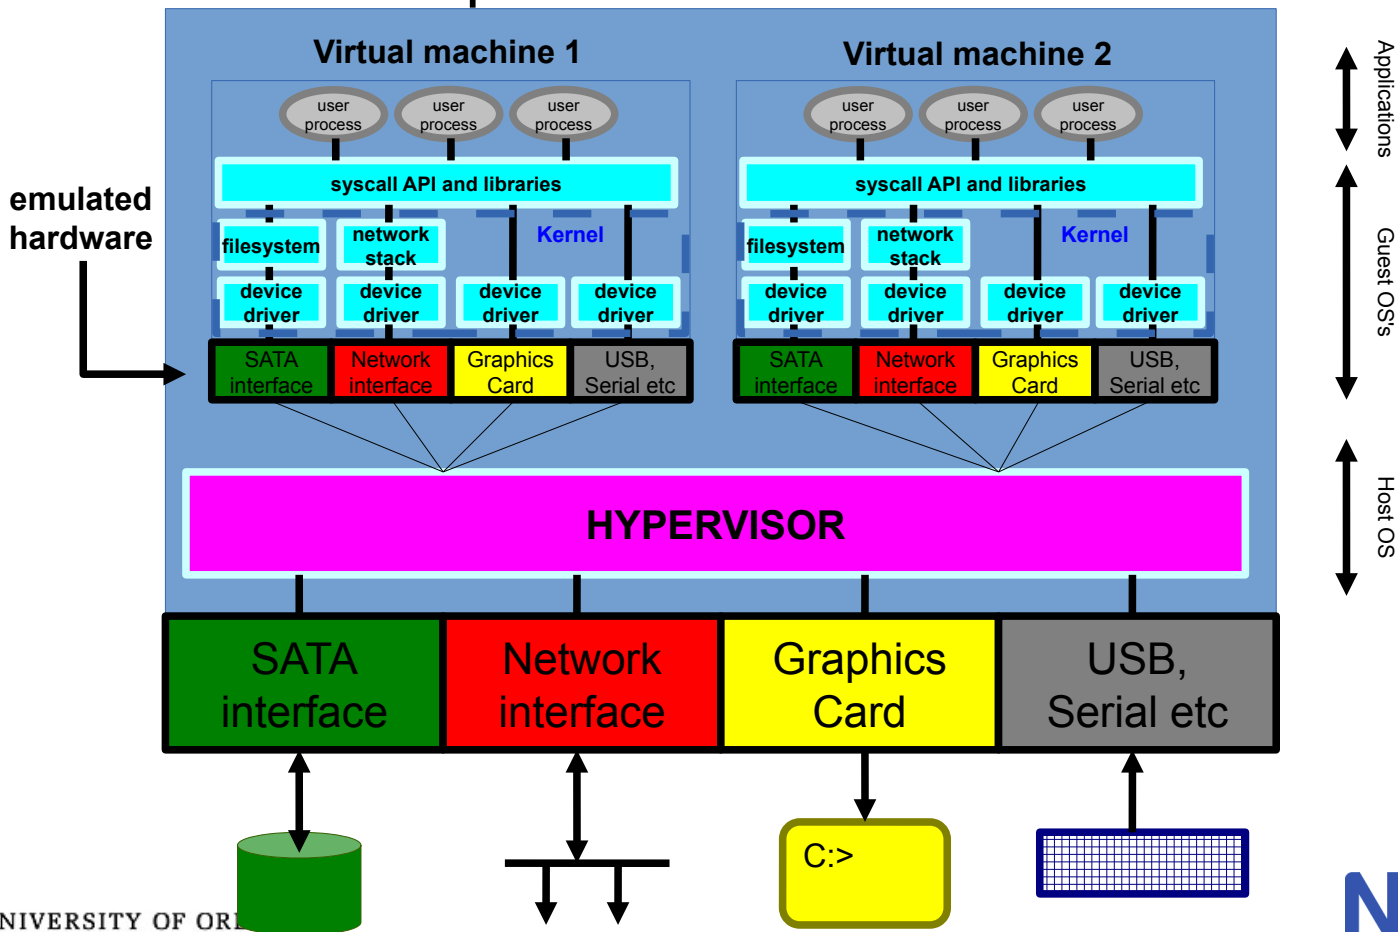 Virtual machine 1
Virtual machine 2
user
process
user
process
user
process
user
process
user
process
user
process
syscall API and libraries
syscall API and libraries
emulated
hardware
filesystem
network
stack
Kernel
filesystem
network
stack
Kernel
device
driver
device
driver
device
driver
device
driver
device
driver
device
driver
device
driver
device
driver
SATA
interface
Network
interface
Graphics
Card
USB,
Serial etc
SATA
interface
Network
interface
Graphics
Card
USB,
Serial etc
Applications
Guest OS's
Host OS
HYPERVISOR
SATA
interface
Network
interface
Graphics
Card
USB,
Serial etc
C:>
NIVERSITY OF
N